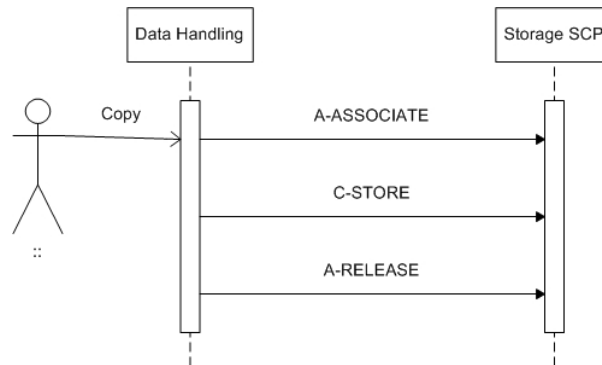 Data Handling
Storage SCP
Copy
A-ASSOCIATE
C-STORE
A-RELEASE
::